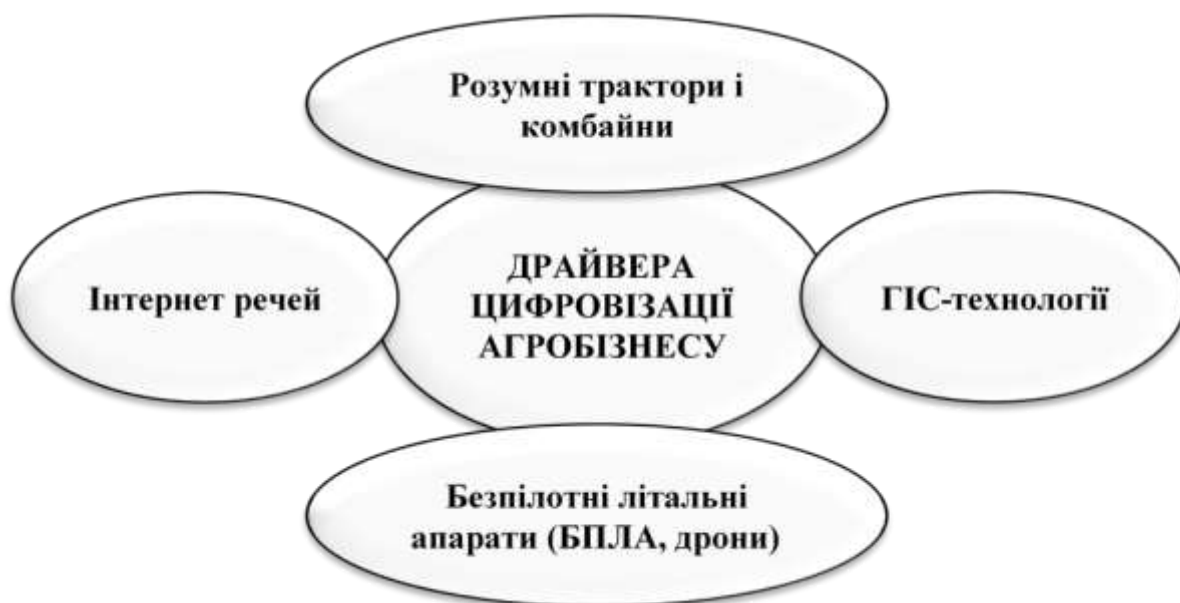 Розумні трактори і
комбайни
Інтернет речей
ДРАЙВЕРА
ЦИФРОВІЗАЦІЇ
АГРОБІЗНЕСУ
ГІС-технології
Безпілотні літальні
апарати (БПЛА, дрони)